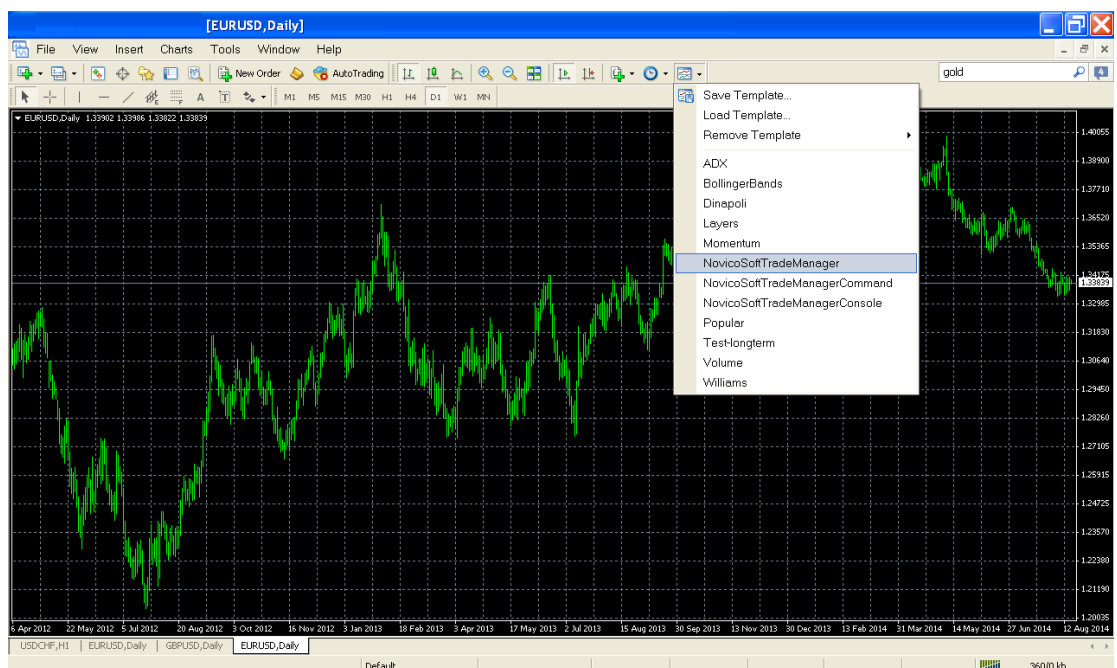 [EURUSD,Daily]
File View Insert Charts Tools Window Help
New Order AutoTrading gold 4
A T M1 M5 M15 M30 H1 H4 D1 W1 MN
EURUSD,Daily 1.33902 1.33986 1.33822 1.33839
Save Template...
Load Template...
Remove Template
ADX
BollingerBands
Dinapoli
Layers
Momentum
NovicoSoftTradeManager
NovicoSoftTradeManagerCommand
NovicoSoftTradeManagerConsole
Popular
Test-longterm
Volume
Williams
1.40055
1.38900
1.37710
1.36520
1.35365
1.34175
1.33839
1.32985
1.31830
1.30640
1.29450
1.28260
1.27105
1.25915
1.24725
1.23570
1.22380
1.21190
1.20035
6 Apr 2012 22 May 2012 5 Jul 2012 20 Aug 2012 3 Oct 2012 16 Nov 2012 3 Jan 2013 18 Feb 2013 3 Apr 2013 17 May 2013 2 Jul 2013 15 Aug 2013 30 Sep 2013 13 Nov 2013 30 Dec 2013 13 Feb 2014 31 Mar 2014 14 May 2014 27 Jun 2014 12 Aug 2014
USDCHF,H1 | EURUSD,Daily | GBPUSD,Daily | EURUSD,Daily
Default 360/0 kb